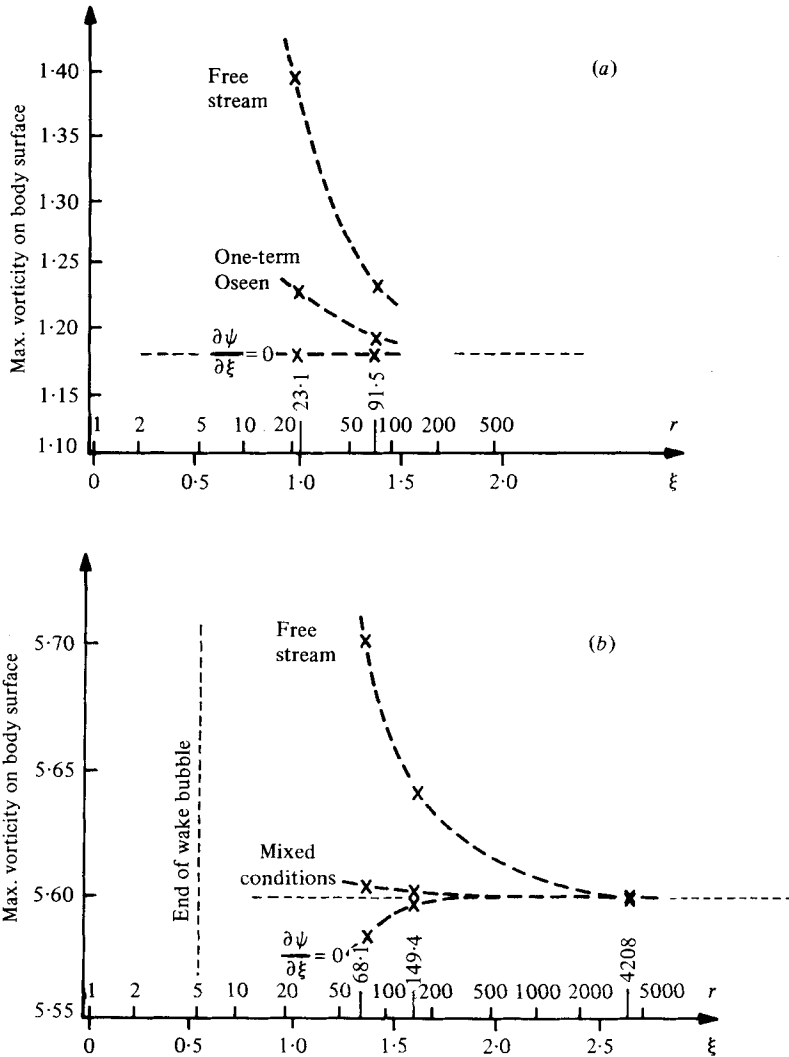 (a)
Max. vorticity on body surface
1·40
1·35
1·30
1·25
1·20
1·15
1·10
Free
stream
One-term
Oseen
∂ψ/∂ξ = 0
23·1
91·5
1 2 5 10 20 50 100 200 500 r
0 0·5 1·0 1·5 2·0 ξ
(b)
Max. vorticity on body surface
5·70
5·65
5·60
5·55
End of wake bubble
Free
stream
Mixed
conditions
∂ψ/∂ξ = 0
68·1
149·4
4208
1 2 5 10 20 50 100 200 500 1000 2000 5000 r
0 0·5 1·0 1·5 2·0 2·5 ξ